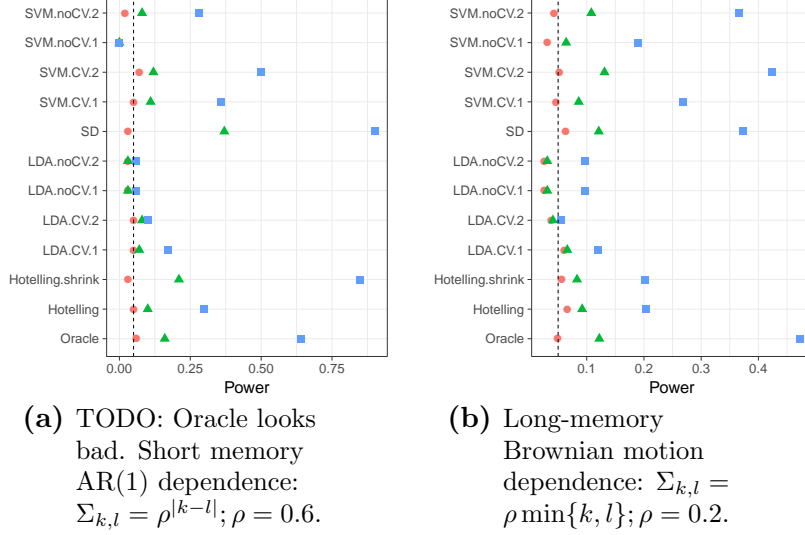 SVM.noCV.2
SVM.noCV.1
SVM.CV.2
SVM.CV.1
SD
LDA.noCV.2
LDA.noCV.1
LDA.CV.2
LDA.CV.1
Hotelling.shrink
Hotelling
Oracle
0.00 0.25 0.50 0.75
Power
(a) TODO: Oracle looks
bad. Short memory
AR(1) dependence:
Σ_{k,l} = ρ^{|k−l|}; ρ = 0.6.
SVM.noCV.2
SVM.noCV.1
SVM.CV.2
SVM.CV.1
SD
LDA.noCV.2
LDA.noCV.1
LDA.CV.2
LDA.CV.1
Hotelling.shrink
Hotelling
Oracle
0.1 0.2 0.3 0.4
Power
(b) Long-memory
Brownian motion
dependence: Σ_{k,l} =
ρ min{k, l}; ρ = 0.2.